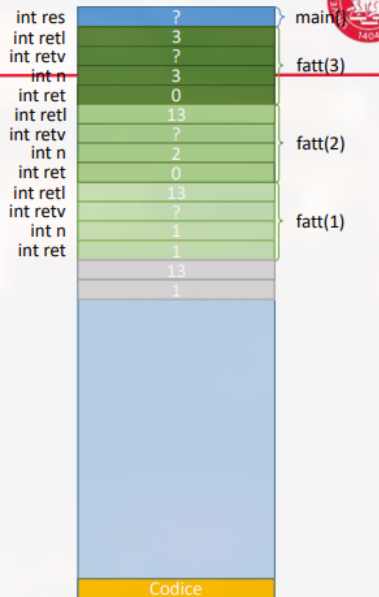 int res ? main()
int retl 3
int retv ?
int n 3 fatt(3)
int ret 0
int retl 13
int retv ?
int n 2 fatt(2)
int ret 0
int retl 13
int retv ?
int n 1 fatt(1)
int ret 1
13
1
Codice